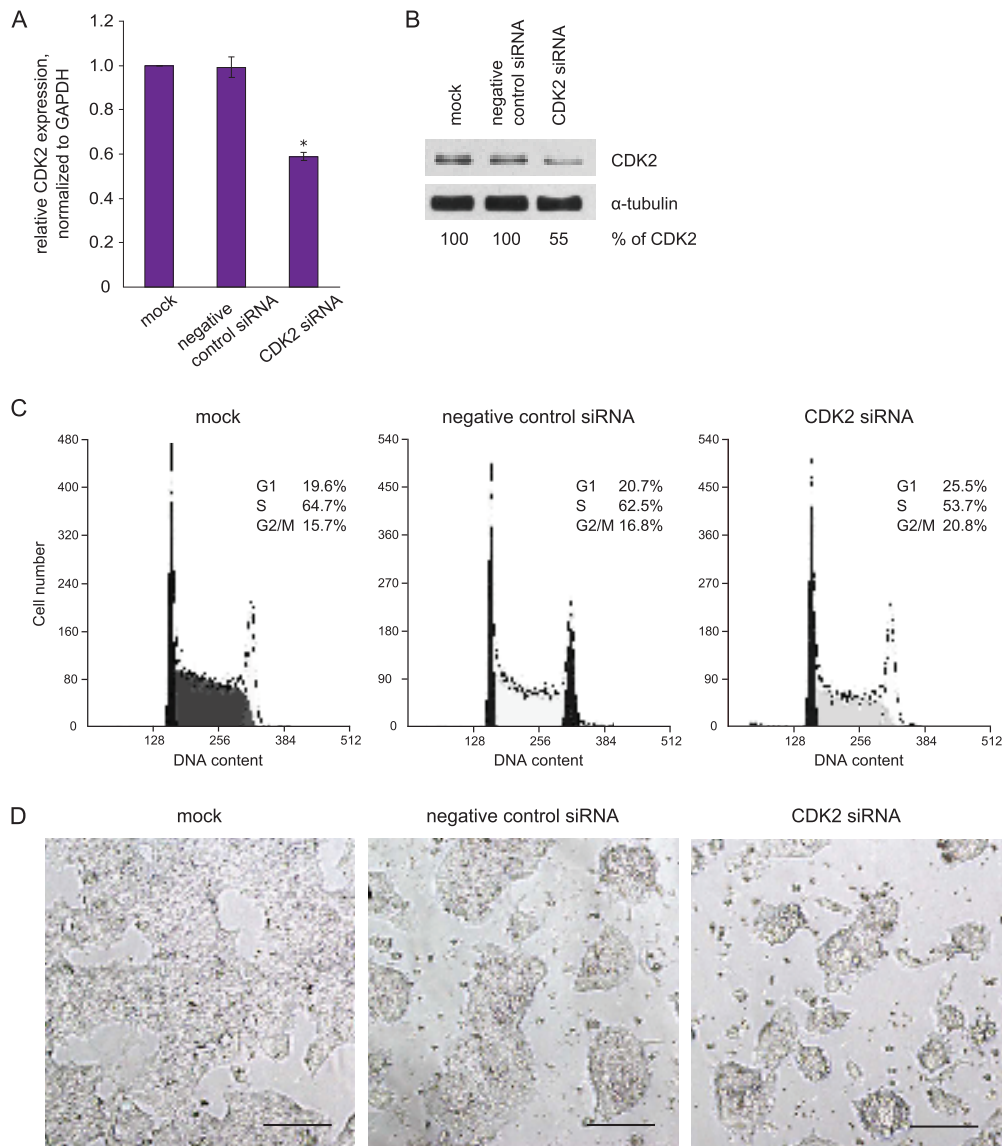 A
relative CDK2 expression,
normalized to GAPDH
1.2
1.0
0.8
0.6
0.4
0.2
0
*
mock
negative
control siRNA
CDK2 siRNA
B
mock
negative
control siRNA
CDK2 siRNA
CDK2
α-tubulin
100 100 55 % of CDK2
C
mock
Cell number
480
400
320
240
160
80
0
G1 19.6%
S 64.7%
G2/M 15.7%
128 256 384 512
DNA content
negative control siRNA
540
450
360
270
180
90
0
G1 20.7%
S 62.5%
G2/M 16.8%
128 256 384 512
DNA content
CDK2 siRNA
540
450
360
270
180
90
0
G1 25.5%
S 53.7%
G2/M 20.8%
128 256 384 512
DNA content
D
mock
negative control siRNA
CDK2 siRNA